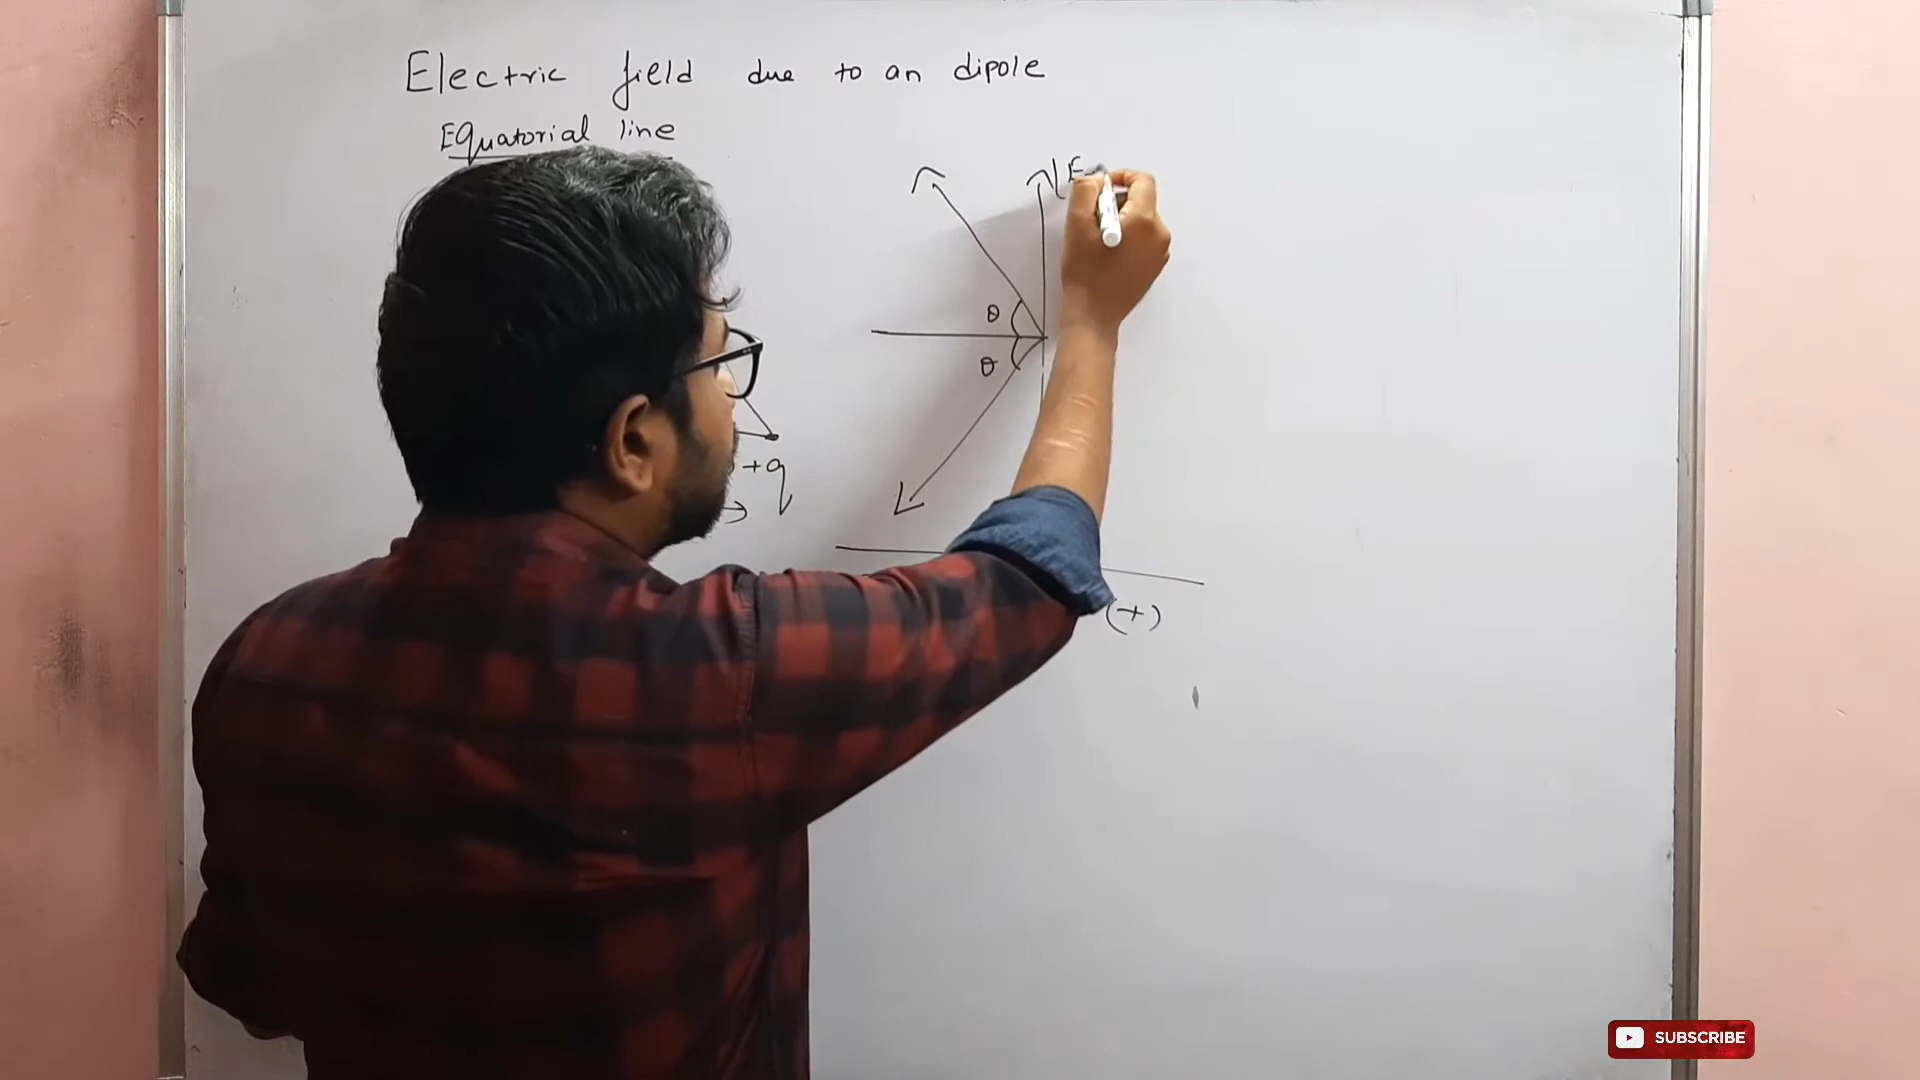 Electric field due to an dipole
Equatorial line
θ
θ
+q
(+)
SUBSCRIBE